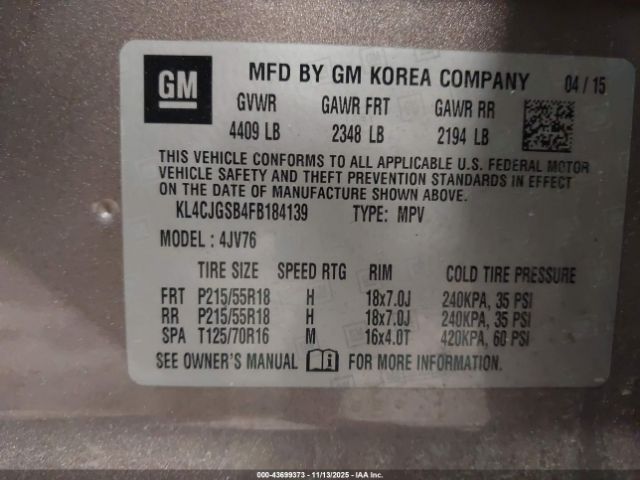 GM MFD BY GM KOREA COMPANY 04 / 15
GVWR GAWR FRT GAWR RR
4409 LB 2348 LB 2194 LB
THIS VEHICLE CONFORMS TO ALL APPLICABLE U.S. FEDERAL MOTOR
VEHICLE SAFETY AND THEFT PREVENTION STANDARDS IN EFFECT
ON THE DATE OF MANUFACTURE SHOWN ABOVE.
KL4CJGSB4FB184139 TYPE: MPV
MODEL : 4JV76
TIRE SIZE SPEED RTG RIM COLD TIRE PRESSURE
FRT P215/55R18 H 18x7.0J 240KPA, 35 PSI
RR P215/55R18 H 18x7.0J 240KPA, 35 PSI
SPA T125/70R16 M 16x4.0T 420KPA, 60 PSI
SEE OWNER'S MANUAL FOR MORE INFORMATION.
000-43699373 - 11/13/2025 - IAAI, Inc.